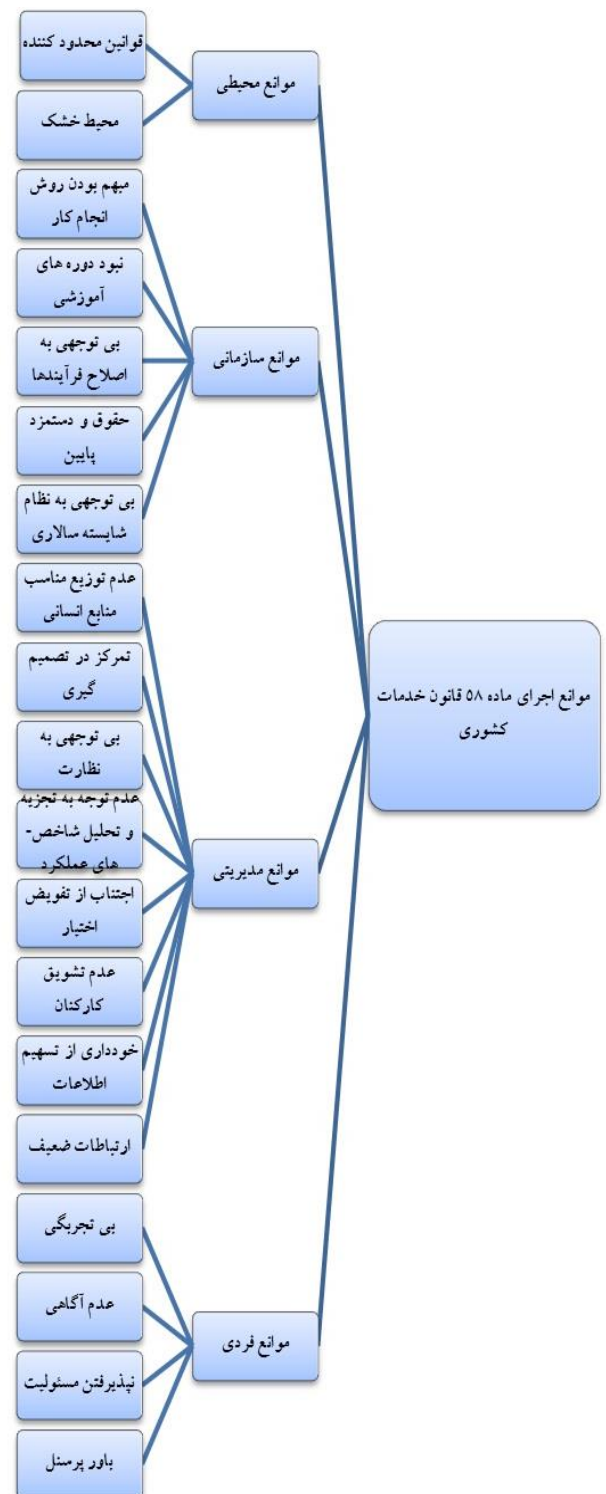 موانع اجرای ماده ۵۸ قانون خدمات
کشوری
موانع محیطی
قوانین محدود کننده
محیط خشک
موانع سازمانی
مبهم بودن روش
انجام کار
نبود دوره های
آموزشی
بی توجهی به
اصلاح فرآیندها
حقوق و دستمزد
پایین
بی توجهی به نظام
شایسته سالاری
موانع مدیریتی
عدم توزیع مناسب
منابع انسانی
تمرکز در تصمیم
گیری
بی توجهی به
نظارت
عدم توجه به تجزیه
و تحلیل شاخص-
های عملکرد
اجتناب از تفویض
اختیار
عدم تشویق
کارکنان
خودداری از تسهیم
اطلاعات
ارتباطات ضعیف
موانع فردی
بی تجربگی
عدم آگاهی
نپذیرفتن مسئولیت
باور پرسنل